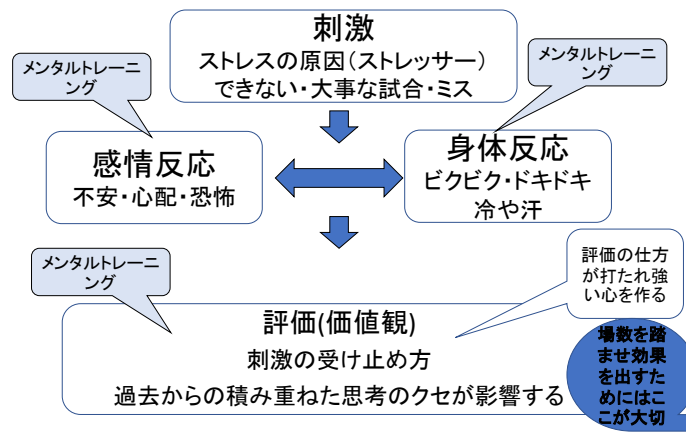 刺激
ストレスの原因（ストレッサー）
できない・大事な試合・ミス
メンタルトレーニ
ング
メンタルトレーニ
ング
感情反応
不安・心配・恐怖
身体反応
ビクビク・ドキドキ
冷や汗
メンタルトレーニ
ング
評価の仕方
が打たれ強
い心を作る
評価(価値観)
刺激の受け止め方
過去からの積み重ねた思考のクセが影響する
場数を踏
ませ効果
を出すた
めにはこ
こが大切